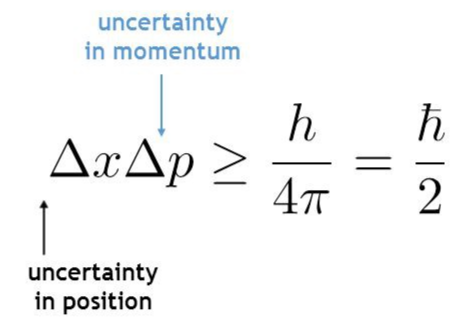 uncertainty
in momentum
ΔxΔp ≥ h/4π = ħ/2
uncertainty
in position